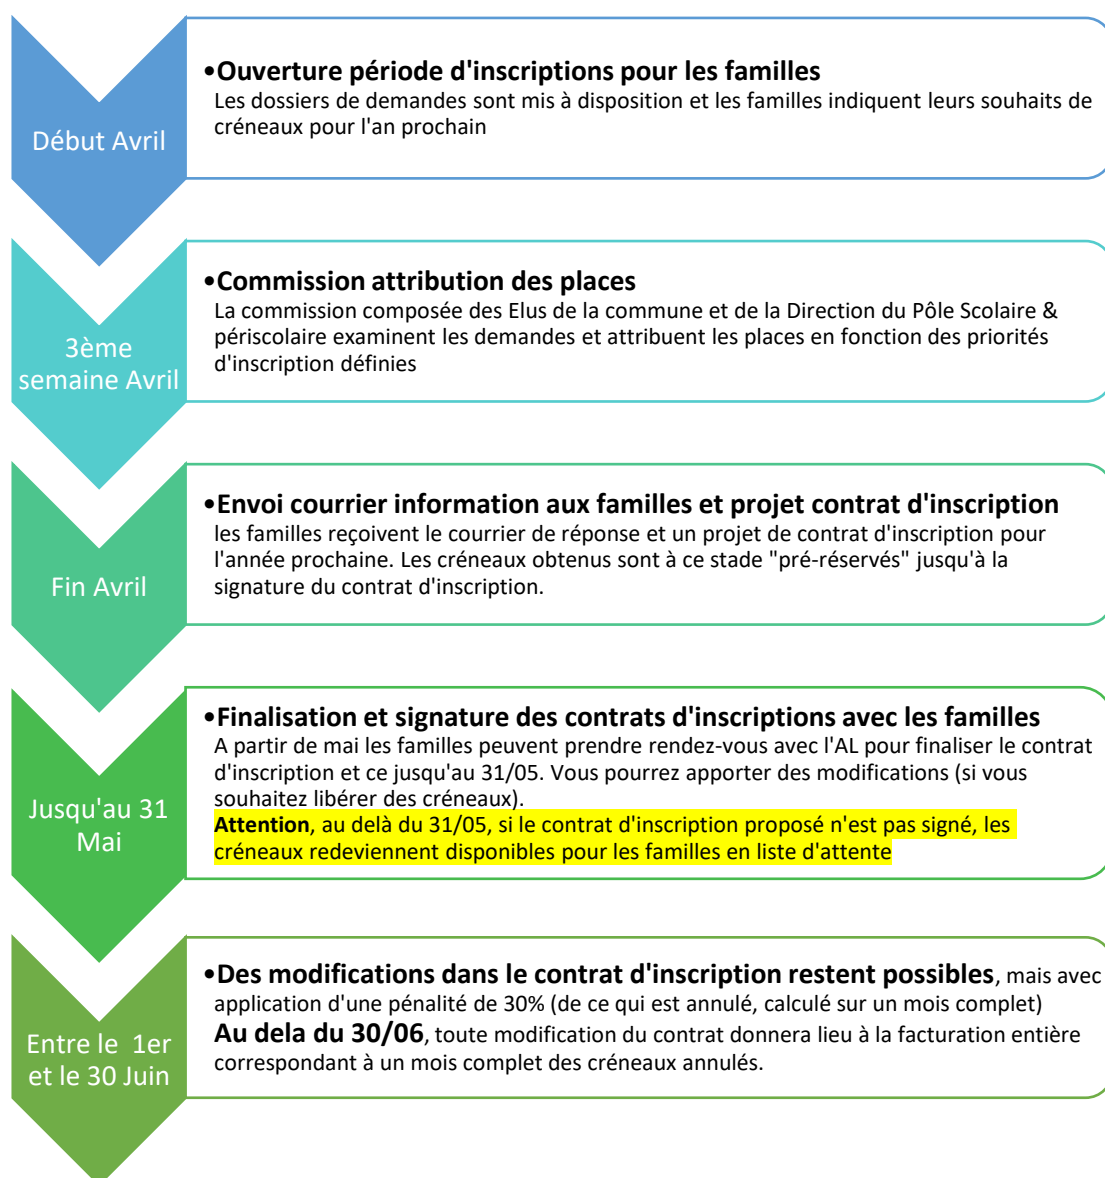 Début Avril
•Ouverture période d'inscriptions pour les familles
Les dossiers de demandes sont mis à disposition et les familles indiquent leurs souhaits de
créneaux pour l'an prochain
3ème
semaine Avril
•Commission attribution des places
La commission composée des Elus de la commune et de la Direction du Pôle Scolaire &
périscolaire examinent les demandes et attribuent les places en fonction des priorités
d'inscription définies
Fin Avril
•Envoi courrier information aux familles et projet contrat d'inscription
les familles reçoivent le courrier de réponse et un projet de contrat d'inscription pour
l'année prochaine. Les créneaux obtenus sont à ce stade "pré-réservés" jusqu'à la
signature du contrat d'inscription.
Jusqu'au 31
Mai
•Finalisation et signature des contrats d'inscriptions avec les familles
A partir de mai les familles peuvent prendre rendez-vous avec l'AL pour finaliser le contrat
d'inscription et ce jusqu'au 31/05. Vous pourrez apporter des modifications (si vous
souhaitez libérer des créneaux).
Attention, au delà du 31/05, si le contrat d'inscription proposé n'est pas signé, les
créneaux redeviennent disponibles pour les familles en liste d'attente
Entre le 1er
et le 30 Juin
•Des modifications dans le contrat d'inscription restent possibles, mais avec
application d'une pénalité de 30% (de ce qui est annulé, calculé sur un mois complet)
Au dela du 30/06, toute modification du contrat donnera lieu à la facturation entière
correspondant à un mois complet des créneaux annulés.